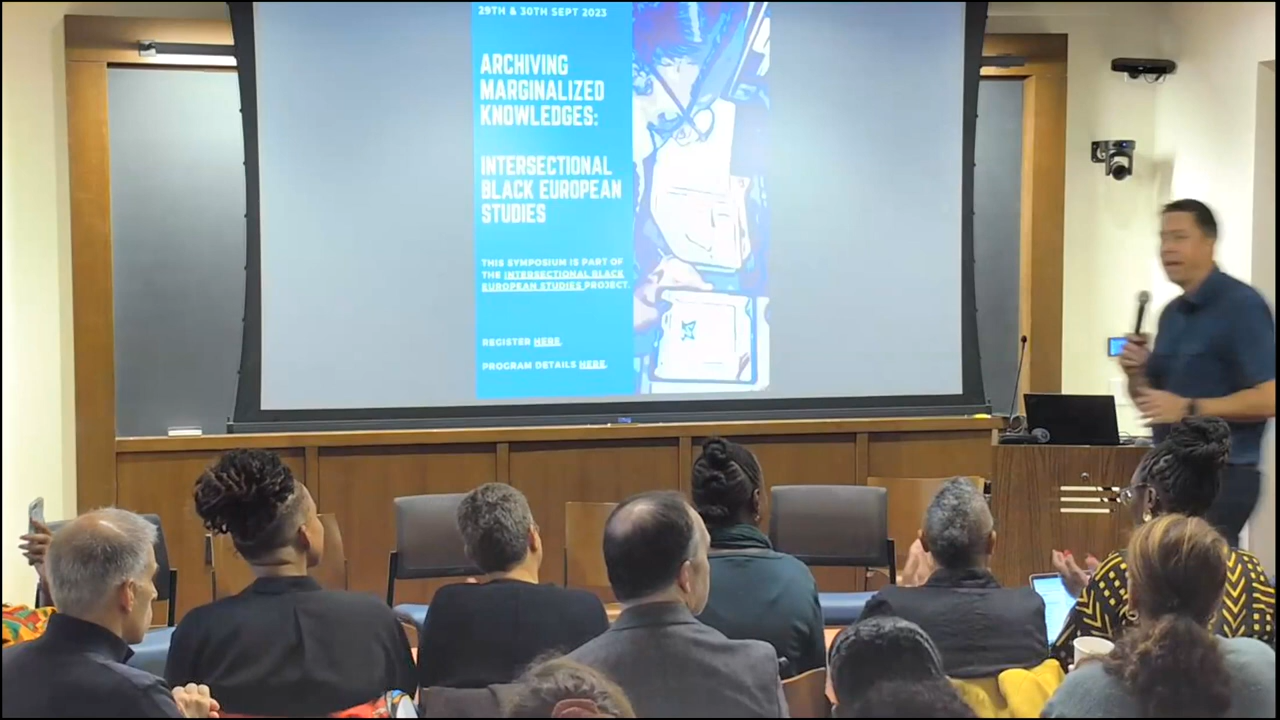 29TH & 30TH SEPT 2023
ARCHIVING
MARGINALIZED
KNOWLEDGES:
INTERSECTIONAL
BLACK EUROPEAN
STUDIES
THIS SYMPOSIUM IS PART OF
THE INTERSECTIONAL BLACK
EUROPEAN STUDIES PROJECT.
REGISTER HERE.
PROGRAM DETAILS HERE.